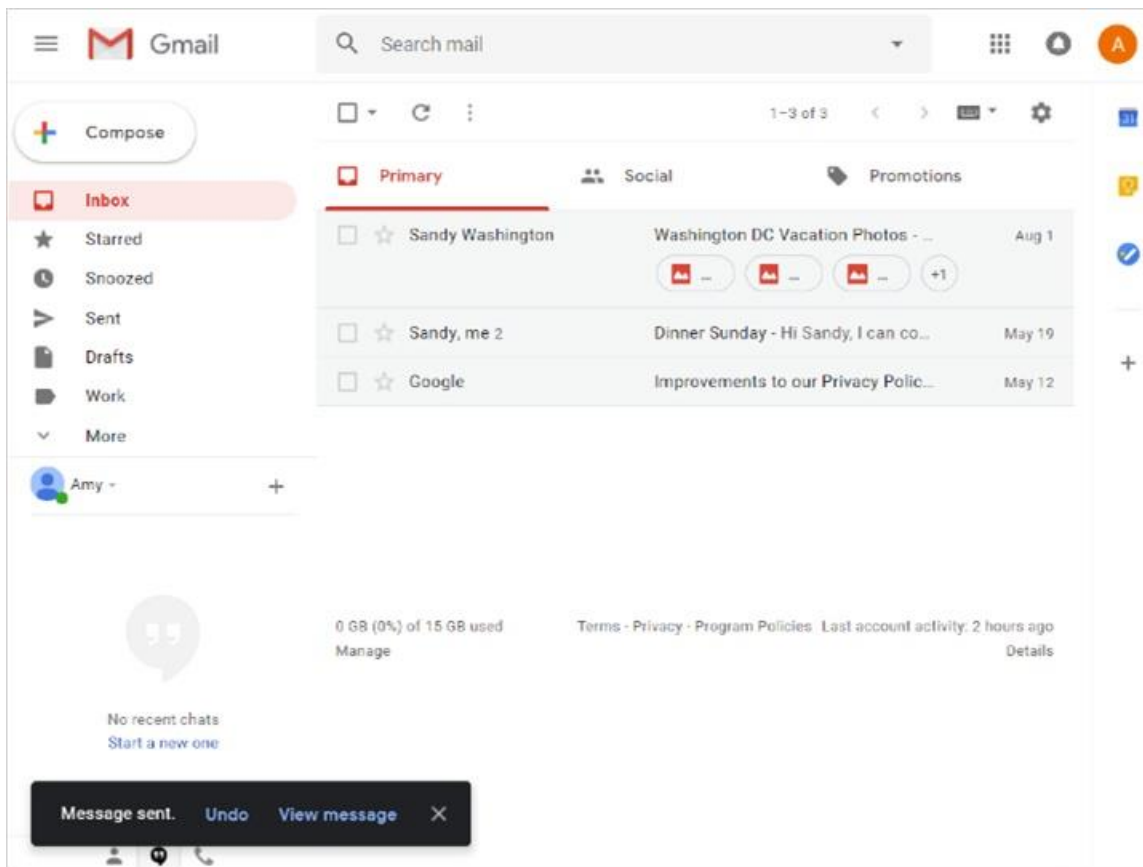 Gmail
Search mail
A
Compose
1–3 of 3
31
Primary
Social
Promotions
Inbox
Starred
Snoozed
Sent
Drafts
Work
More
Sandy Washington Washington DC Vacation Photos - ... Aug 1
... ... ... +1
Sandy, me 2 Dinner Sunday - Hi Sandy, I can co... May 19
Google Improvements to our Privacy Polic... May 12
Amy
0 GB (0%) of 15 GB used
Manage
Terms - Privacy - Program Policies Last account activity: 2 hours ago
Details
No recent chats
Start a new one
Message sent. Undo View message